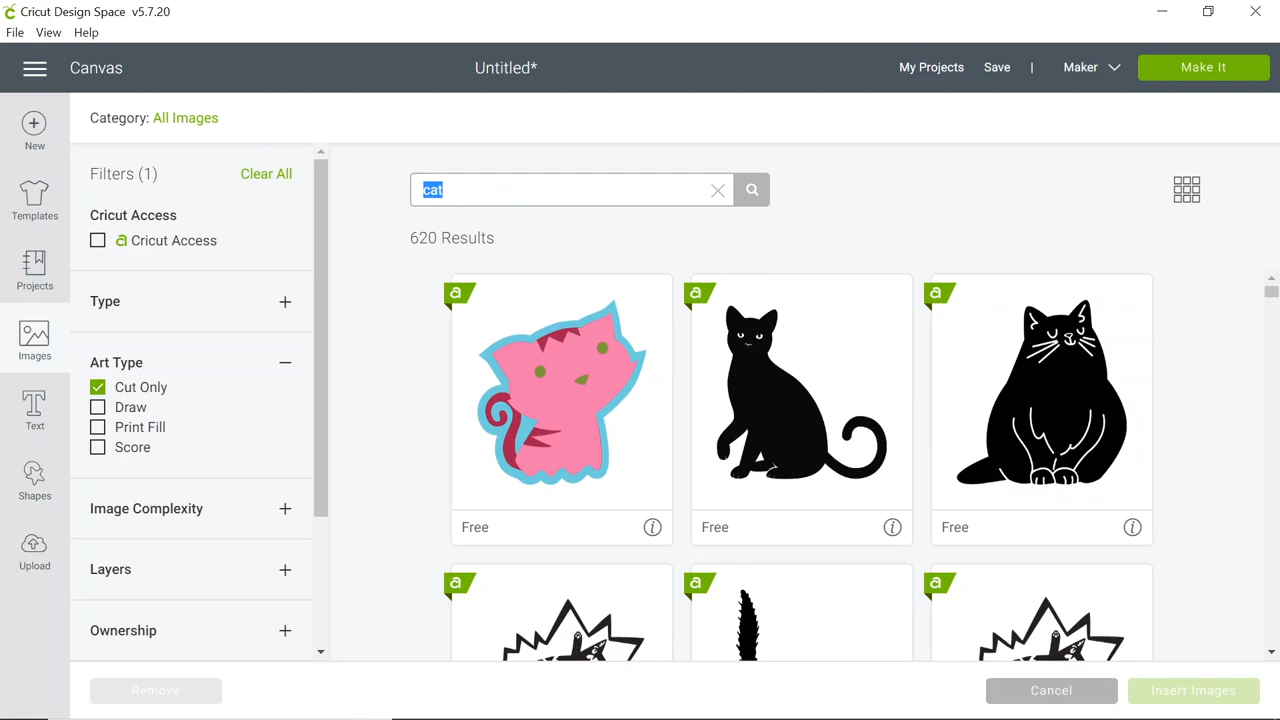 Cricut Design Space v5.7.20
File View Help
Canvas
Untitled*
My Projects Save | Maker Make It
New
Templates
Projects
Images
Text
Shapes
Upload
Category: All Images
Filters (1) Clear All
Cricut Access
a Cricut Access
Type
Art Type
Cut Only
Draw
Print Fill
Score
Image Complexity
Layers
Ownership
cat
620 Results
a a a
Free Free Free
a a a
Remove
Cancel Insert Images